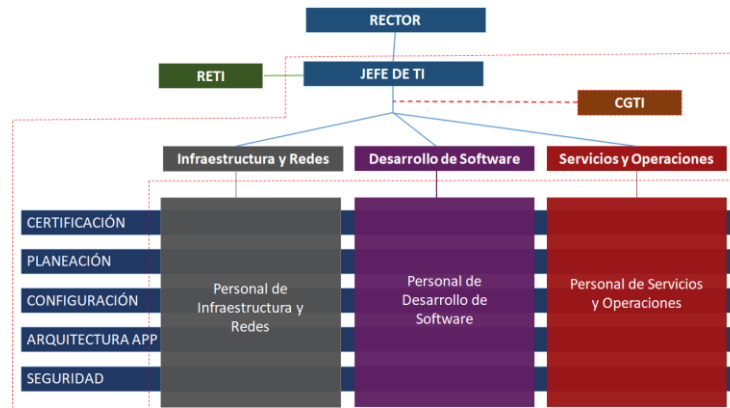 RECTOR
RETI
JEFE DE TI
CGTI
Infraestructura y Redes
Desarrollo de Software
Servicios y Operaciones
CERTIFICACIÓN
PLANEACIÓN
CONFIGURACIÓN
ARQUITECTURA APP
SEGURIDAD
Personal de
Infraestructura y
Redes
Personal de
Desarrollo de
Software
Personal de Servicios
y Operaciones